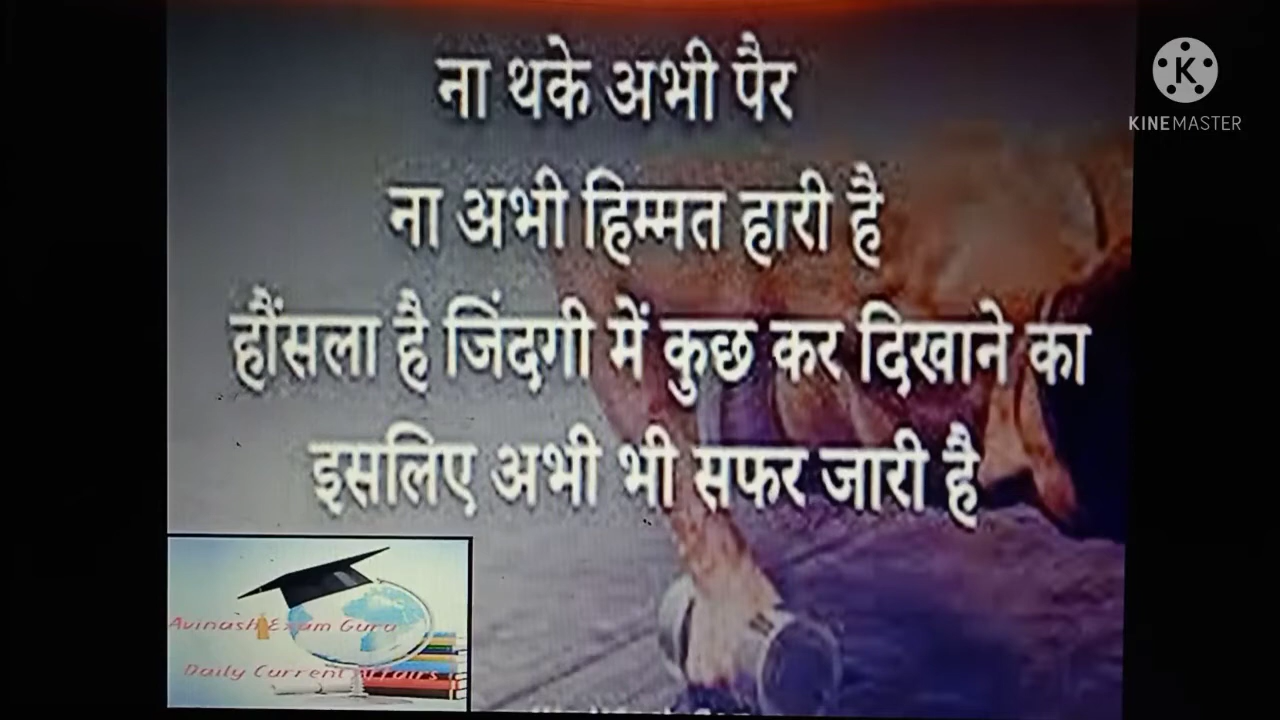 ना थके अभी पैर
ना अभी हिम्मत हारी है
हौंसला है जिंदगी में कुछ कर दिखाने का
इसलिए अभी भी सफर जारी है
KINEMASTER
Avinash Exam Guru
Daily Current Affairs